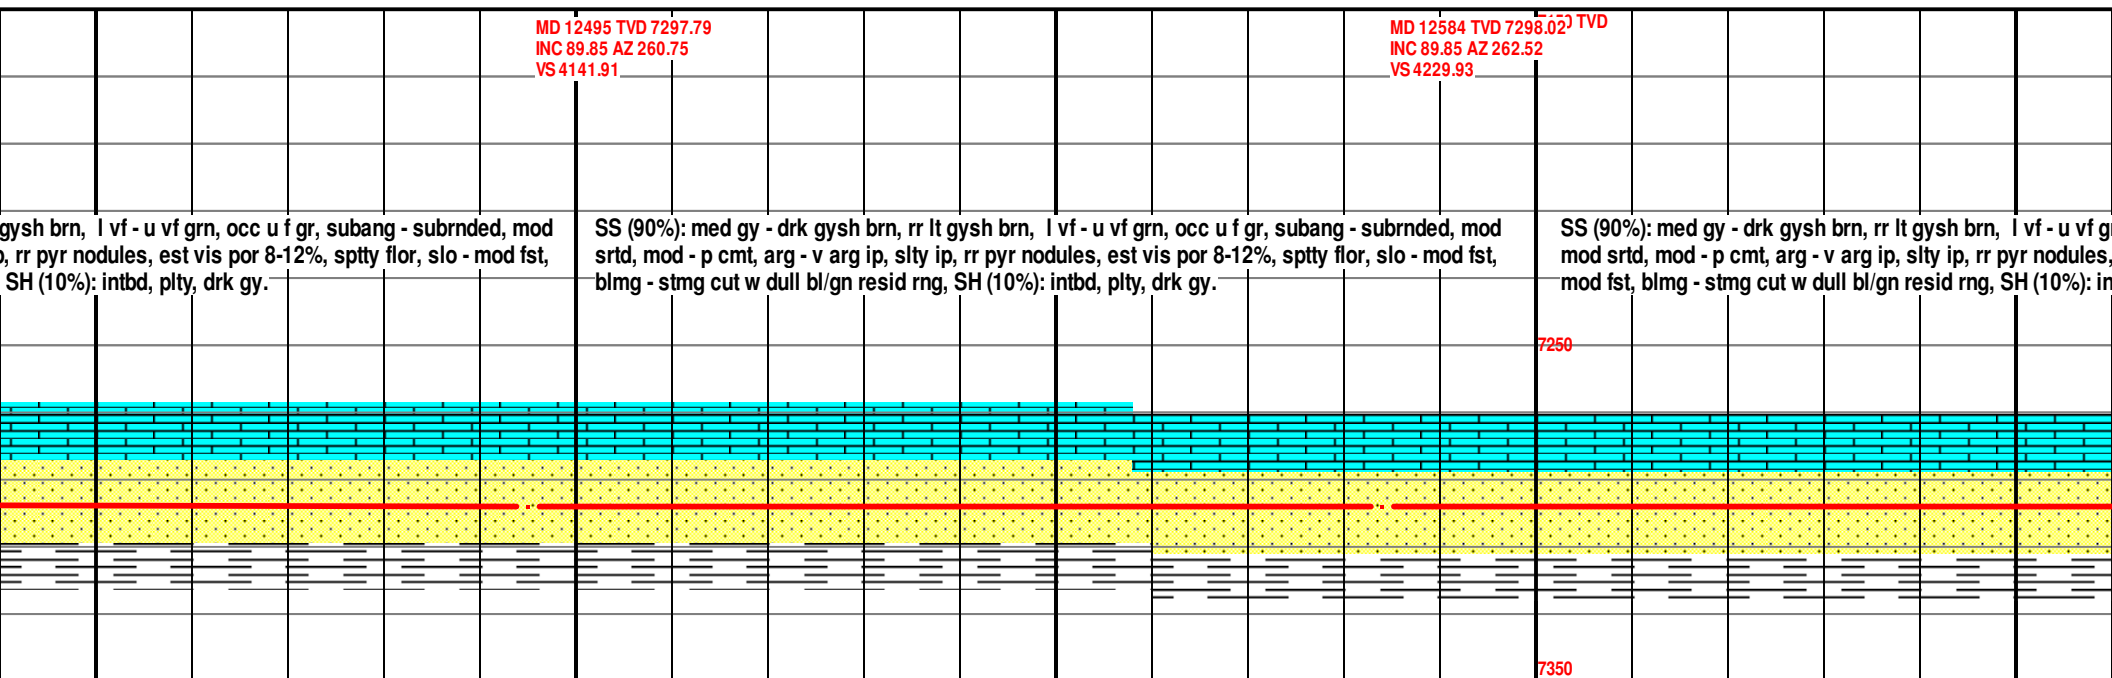 MD 12495 TVD 7297.79
INC 89.85 AZ 260.75
VS 4141.91
MD 12584 TVD 7298.02
INC 89.85 AZ 262.52
VS 4229.93
TVD
gysh brn, l vf - u vf grn, occ u f gr, subang - subrnded, mod
, rr pyr nodules, est vis por 8-12%, sptty flor, slo - mod fst,
SH (10%): intbd, plty, drk gy.
SS (90%): med gy - drk gysh brn, rr lt gysh brn, l vf - u vf grn, occ u f gr, subang - subrnded, mod
srtd, mod - p cmt, arg - v arg ip, slty ip, rr pyr nodules, est vis por 8-12%, sptty flor, slo - mod fst,
blmg - stmg cut w dull bl/gn resid rng, SH (10%): intbd, plty, drk gy.
SS (90%): med gy - drk gysh brn, rr lt gysh brn, l vf - u vf
mod srtd, mod - p cmt, arg - v arg ip, slty ip, rr pyr nodules,
mod fst, blmg - stmg cut w dull bl/gn resid rng, SH (10%): in
7250
7350